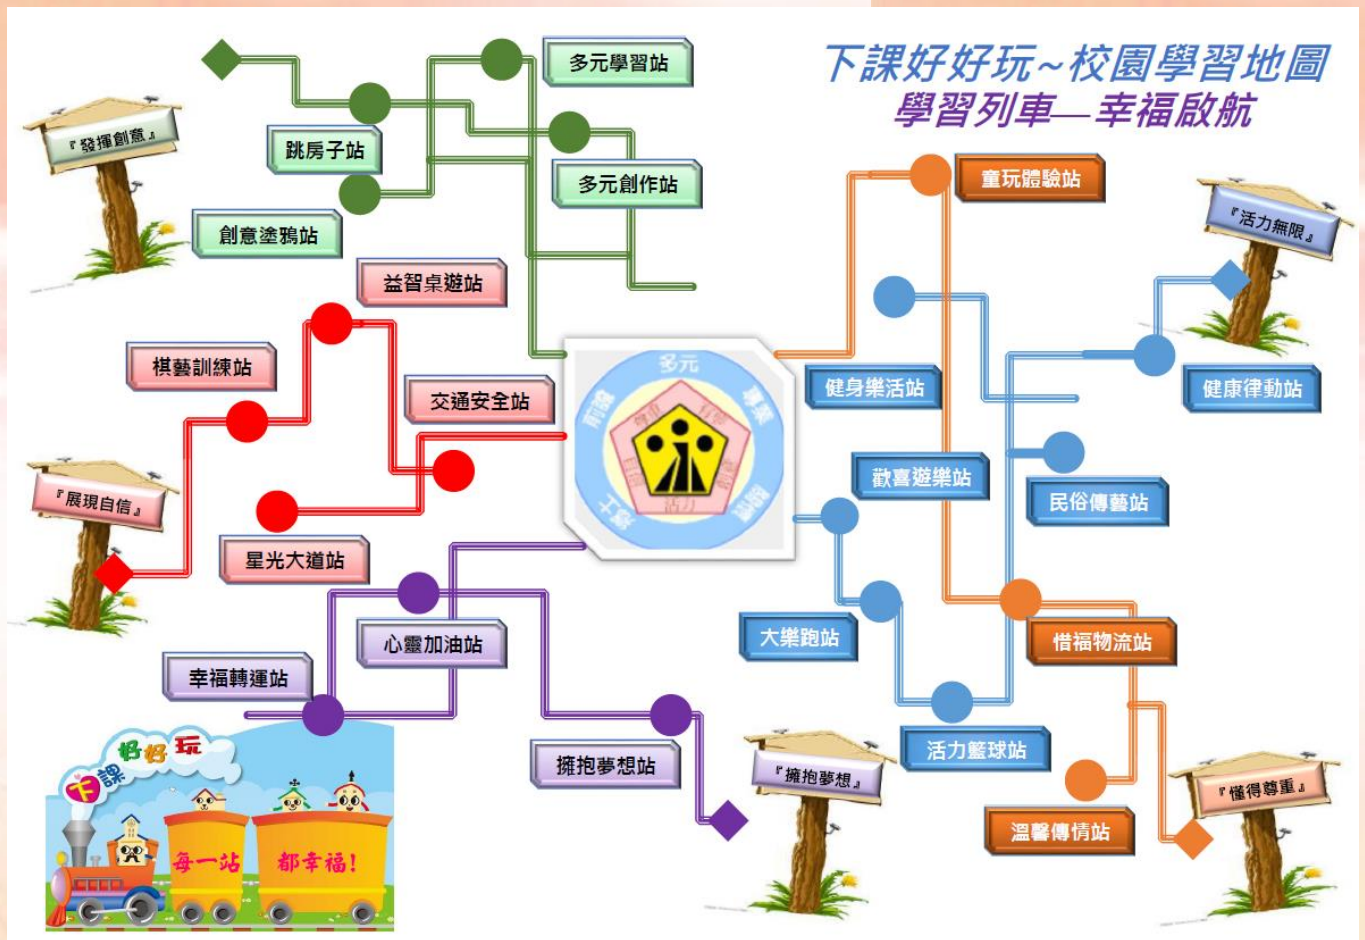 下課好好玩~校園學習地圖
學習列車—幸福啟航
多元學習站
『發揮創意』
跳房子站
多元創作站
創意塗鴉站
童玩體驗站
『活力無限』
益智桌遊站
棋藝訓練站
交通安全站
健身樂活站
健康律動站
多元
專業
關懷
活力
『展現自信』
歡喜遊樂站
民俗傳藝站
星光大道站
心靈加油站
大樂跑站
惜福物流站
幸福轉運站
擁抱夢想站
『擁抱夢想』
活力籃球站
『懂得尊重』
溫馨傳情站
下課好好玩
每一站
都幸福!